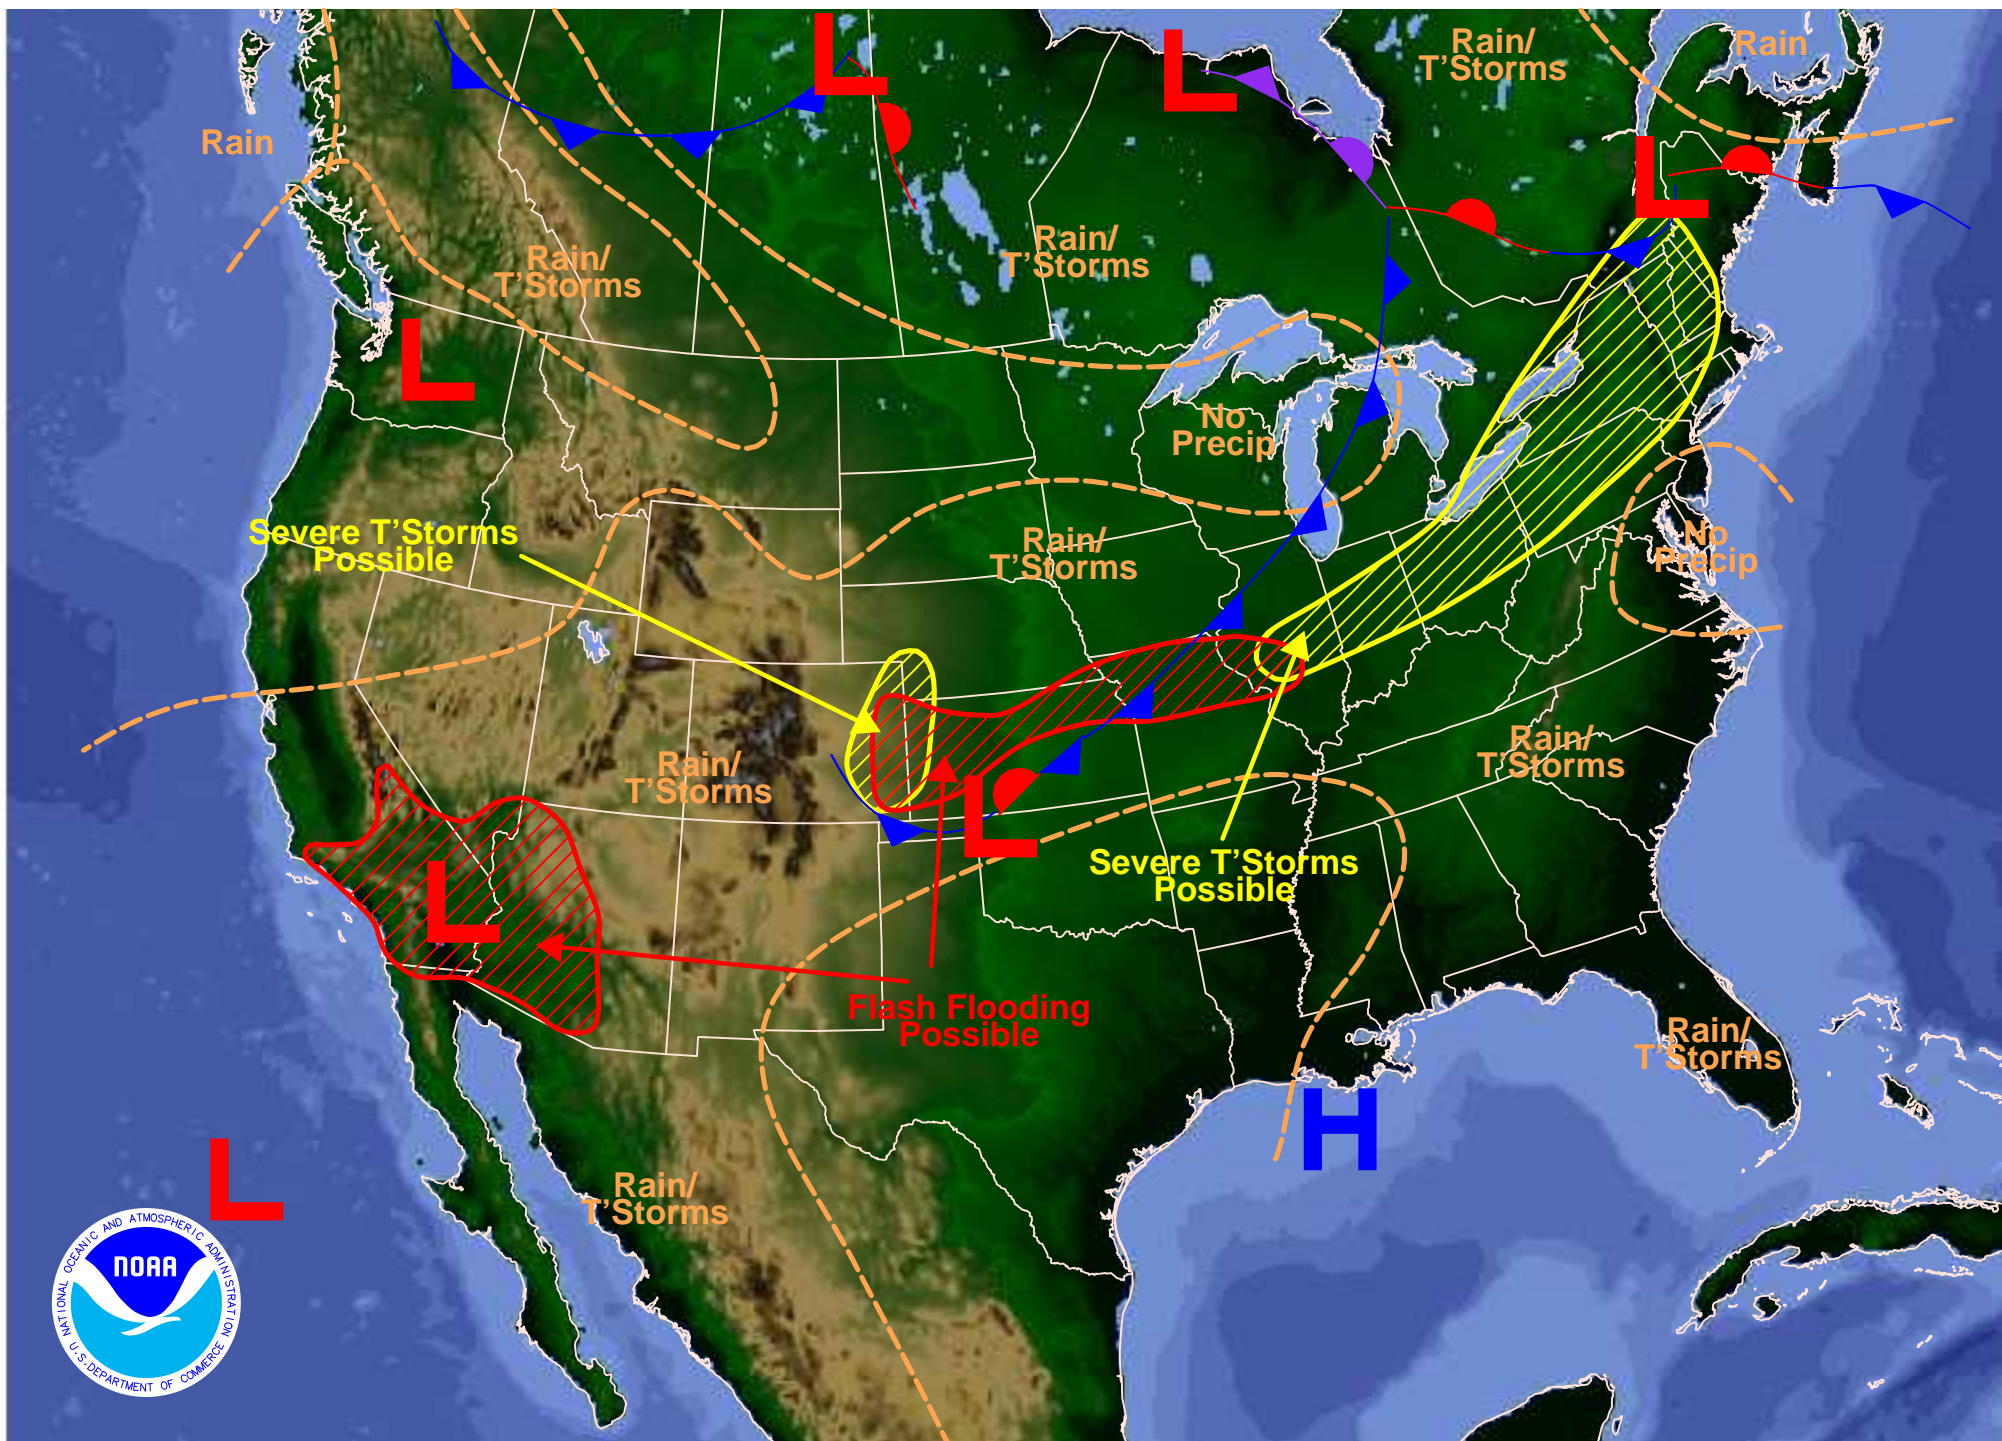 L
L
Rain/
T'Storms
Rain
Rain
L
Rain/
T'Storms
Rain/
T'Storms
L
No
Precip
Severe T'Storms
Possible
Rain/
T'Storms
No
Precip
Rain/
T'Storms
Rain/
T'Storms
L
Severe T'Storms
Possible
L
Flash Flooding
Possible
Rain/
T'Storms
H
L
Rain/
T'Storms
NATIONAL OCEANIC AND ATMOSPHERIC ADMINISTRATION
NOAA
U.S. DEPARTMENT OF COMMERCE